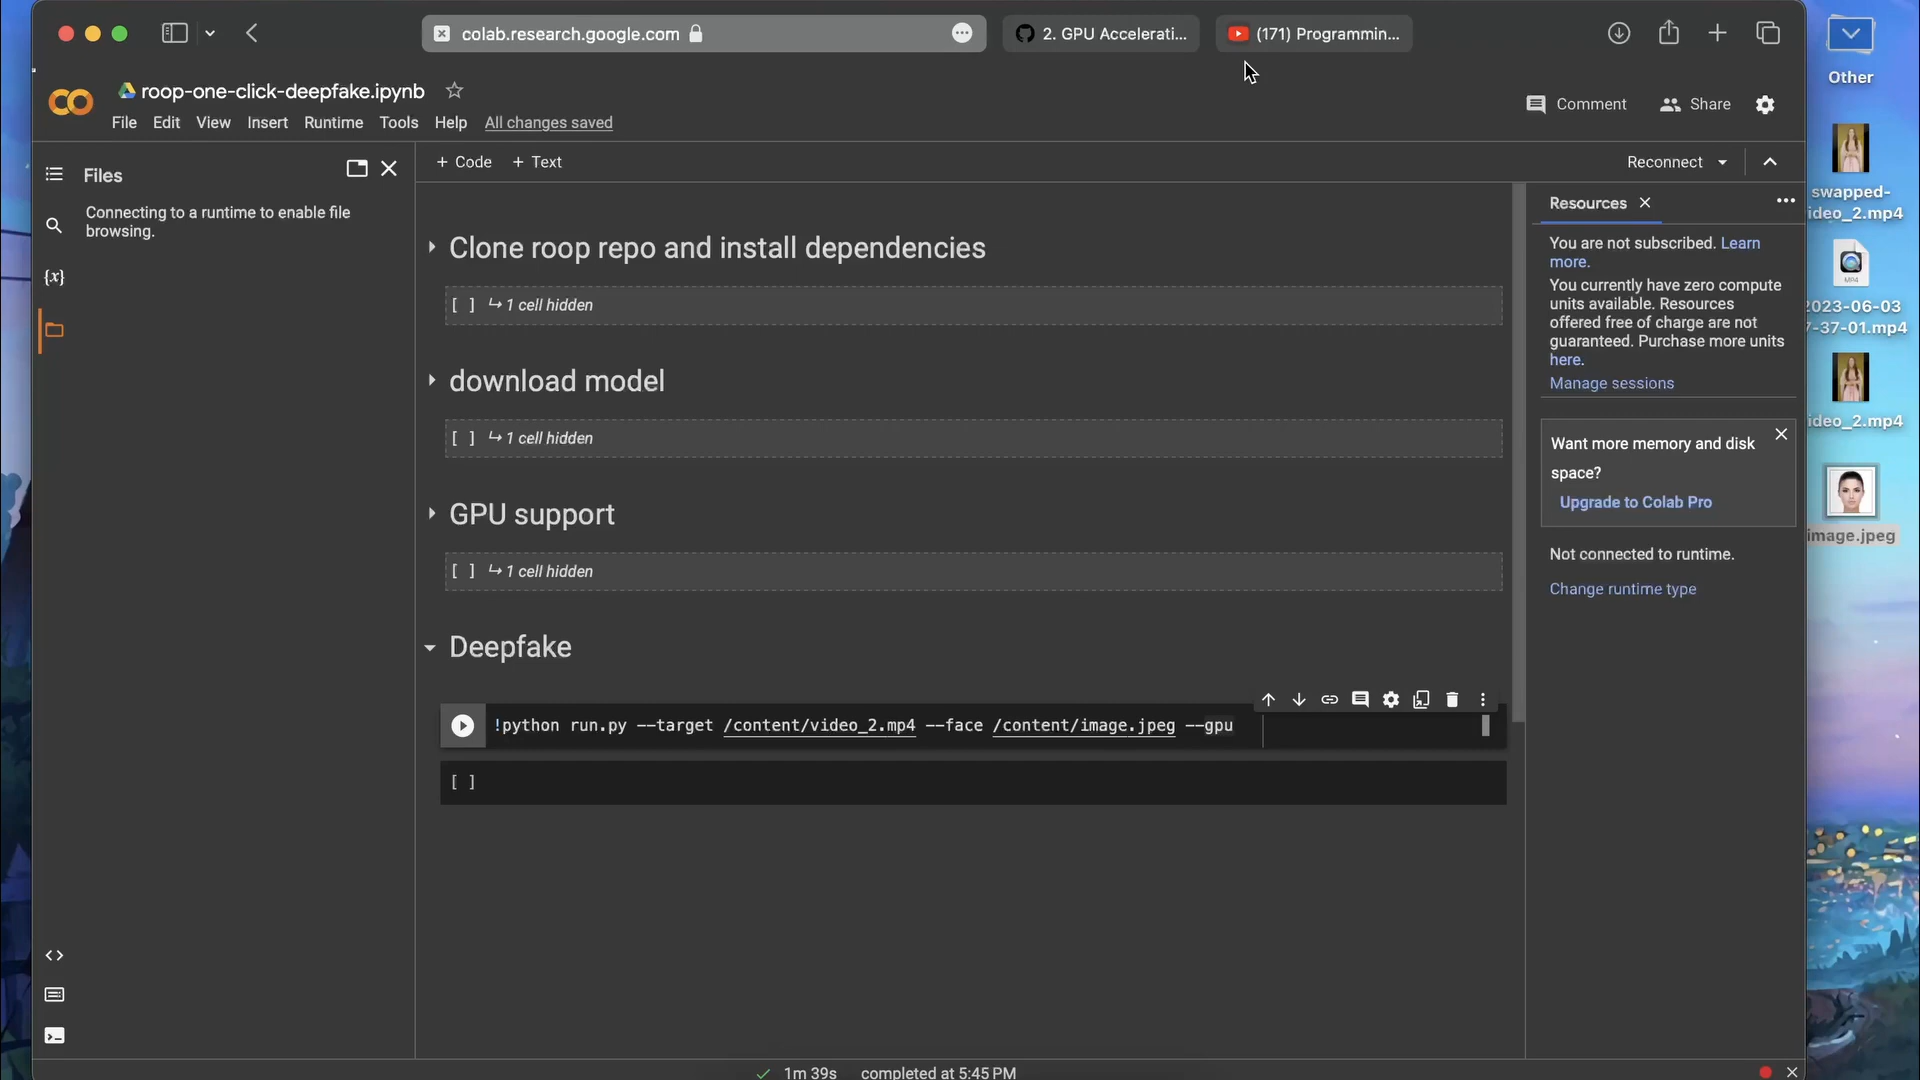 colab.research.google.com
2. GPU Accelerati...
(171) Programmin...
Other
roop-one-click-deepfake.ipynb
File Edit View Insert Runtime Tools Help All changes saved
Comment
Share
+ Code + Text
Reconnect
Files
Connecting to a runtime to enable file
browsing.
{x}
Clone roop repo and install dependencies
[ ] ↳ 1 cell hidden
download model
[ ] ↳ 1 cell hidden
GPU support
[ ] ↳ 1 cell hidden
Deepfake
!python run.py --target /content/video_2.mp4 --face /content/image.jpeg --gpu
[ ]
Resources
You are not subscribed. Learn
more.
You currently have zero compute
units available. Resources
offered free of charge are not
guaranteed. Purchase more units
here.
Manage sessions
Want more memory and disk
space?
Upgrade to Colab Pro
Not connected to runtime.
Change runtime type
swapped-
ideo_2.mp4
MP4
2023-06-03
7-37-01.mp4
ideo_2.mp4
image.jpeg
1m 39s completed at 5:45 PM